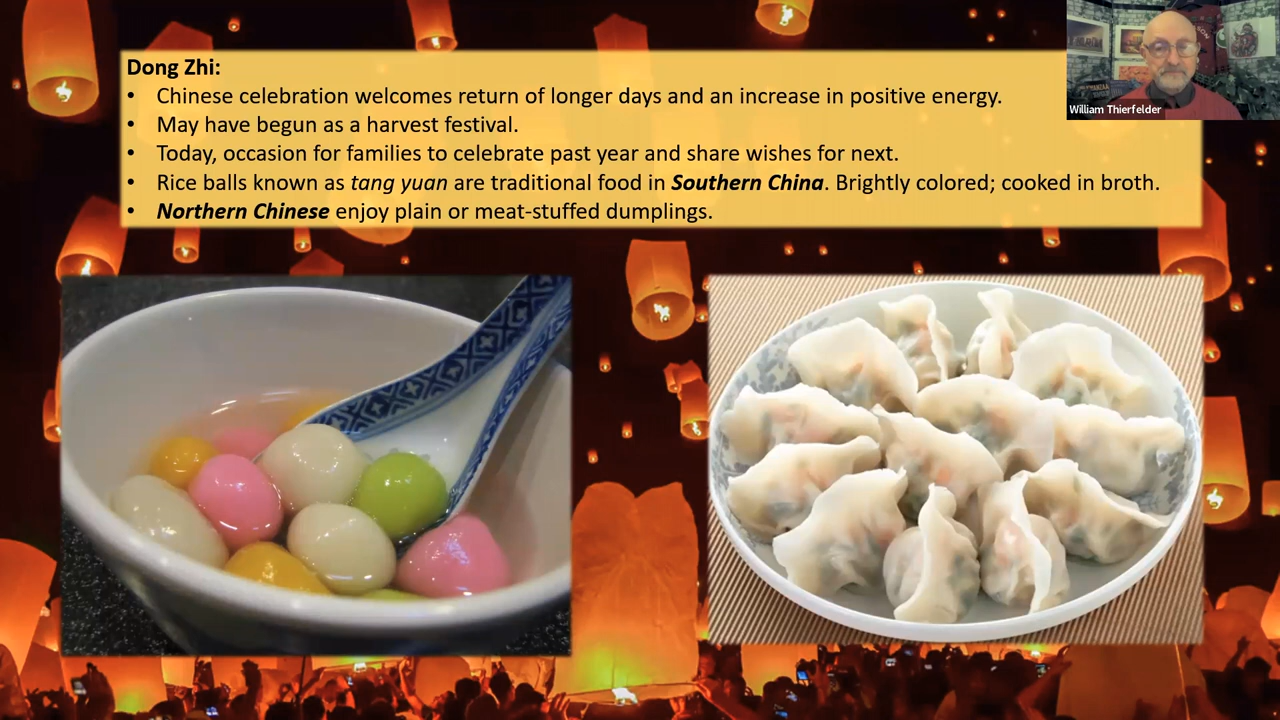 Dong Zhi:
• Chinese celebration welcomes return of longer days and an increase in positive energy.
• May have begun as a harvest festival.
• Today, occasion for families to celebrate past year and share wishes for next.
• Rice balls known as tang yuan are traditional food in Southern China. Brightly colored; cooked in broth.
• Northern Chinese enjoy plain or meat-stuffed dumplings.
William Thierfelder